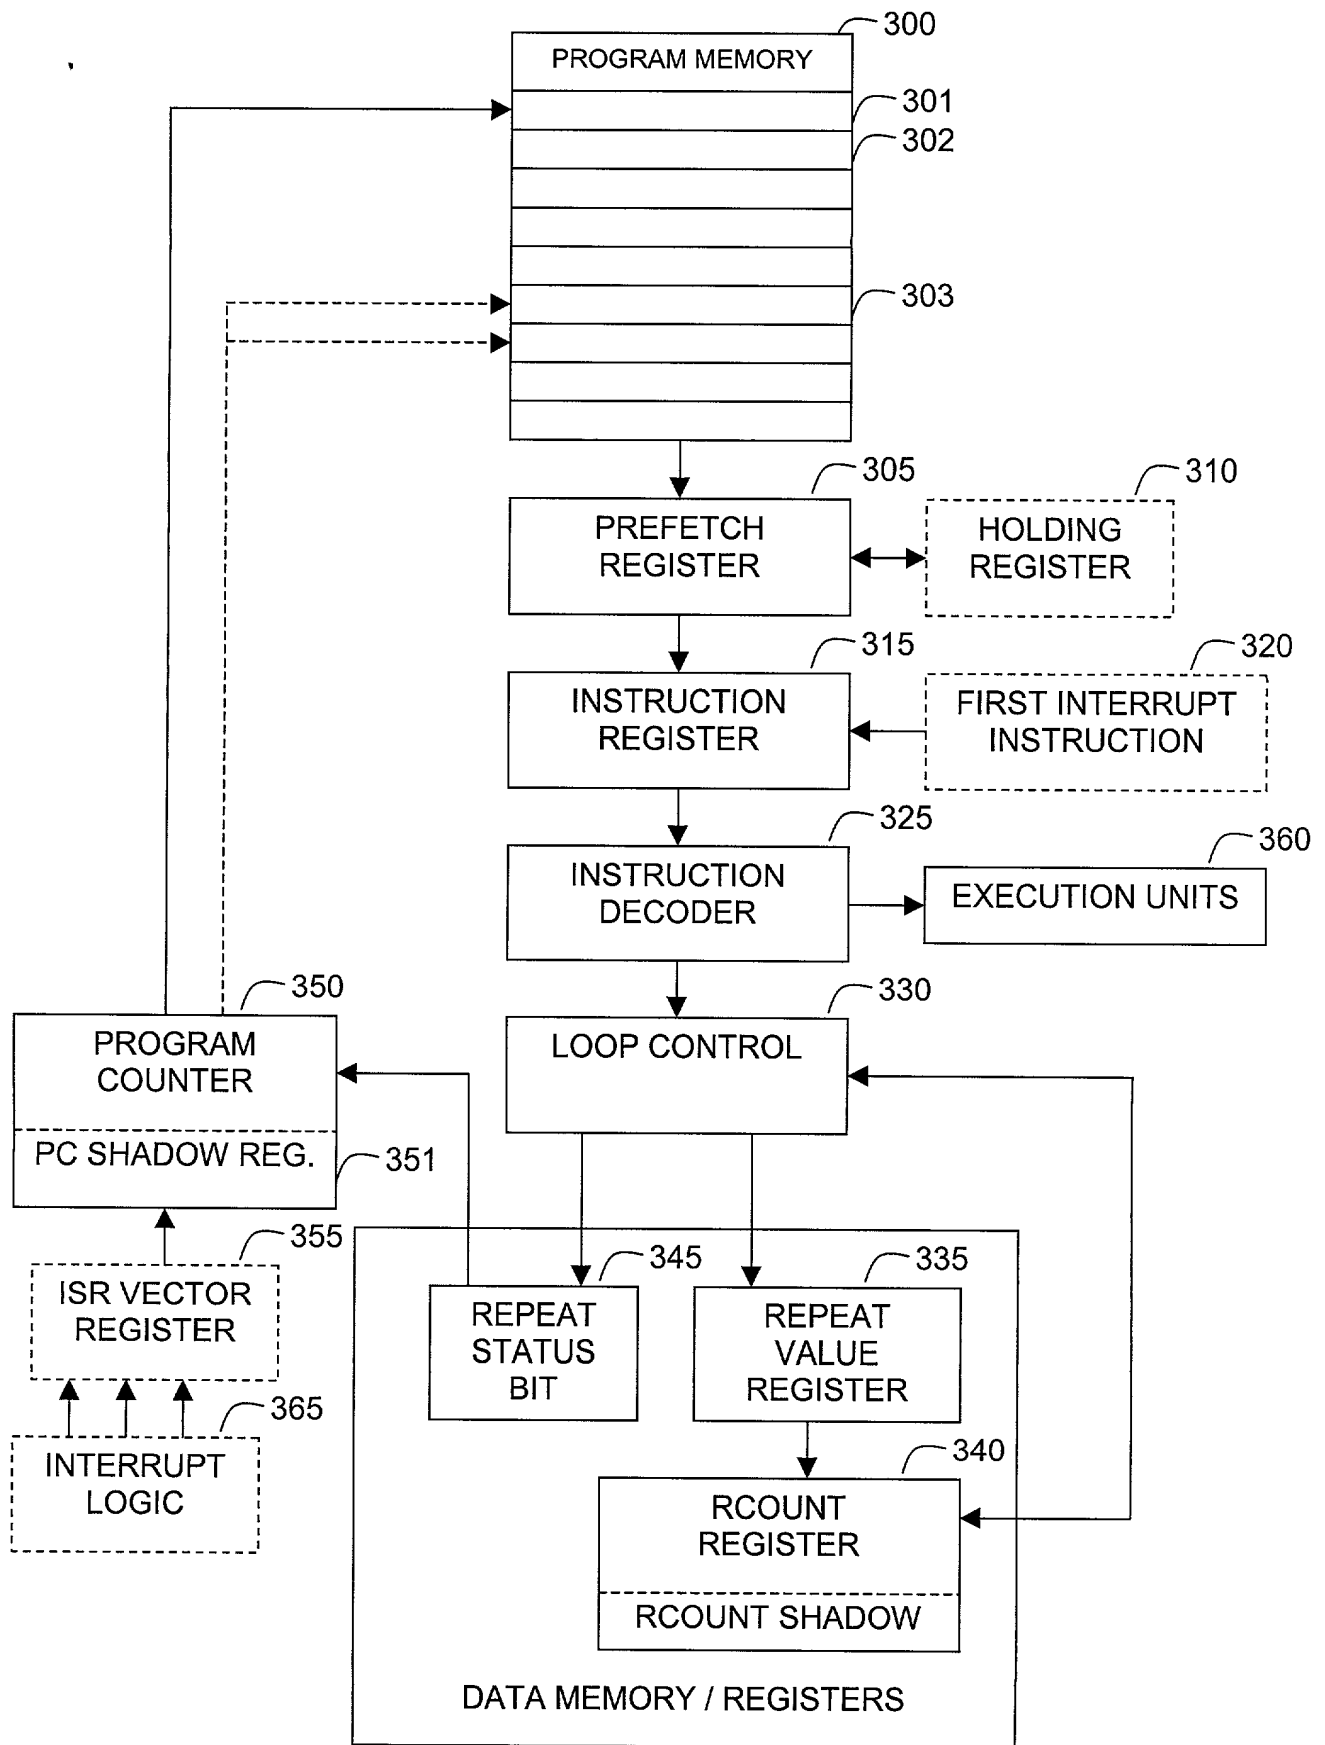 300
PROGRAM MEMORY
301
302
303
305
310
PREFETCH
REGISTER
HOLDING
REGISTER
315
320
INSTRUCTION
REGISTER
FIRST INTERRUPT
INSTRUCTION
325
360
INSTRUCTION
DECODER
EXECUTION UNITS
350
330
PROGRAM
COUNTER
LOOP CONTROL
PC SHADOW REG.
351
355
345
335
ISR VECTOR
REGISTER
REPEAT
STATUS
BIT
REPEAT
VALUE
REGISTER
365
340
INTERRUPT
LOGIC
RCOUNT
REGISTER
RCOUNT SHADOW
DATA MEMORY / REGISTERS